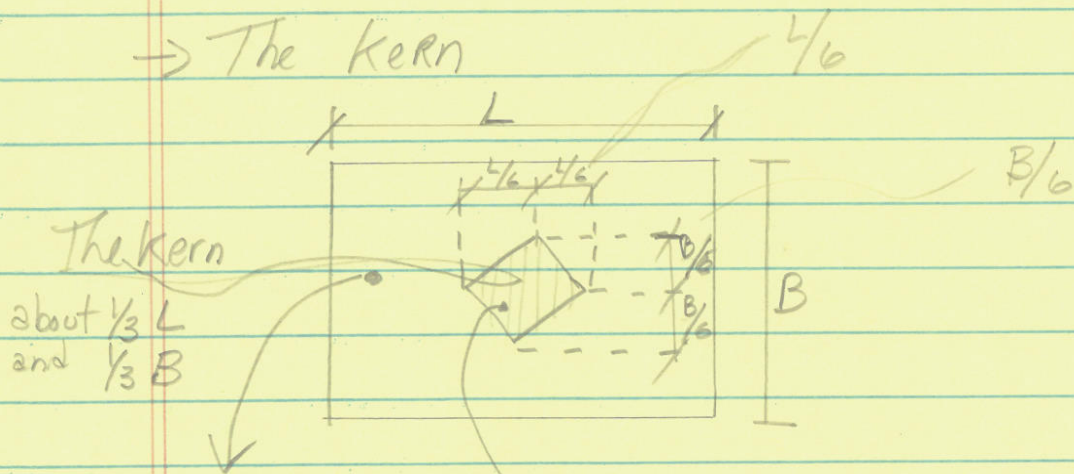 → The Kern
L/6
L
L/6 L/6
B/6
The Kern
B/6
about 1/3 L
B
B/6
and 1/3 B